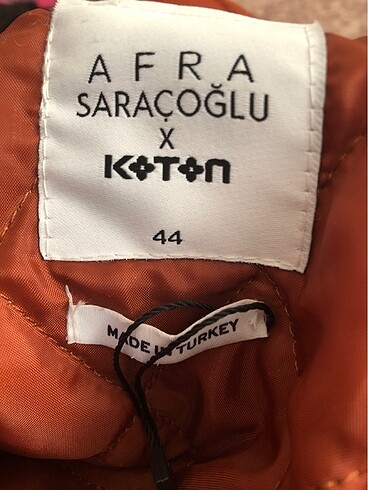 AFRA
SARAÇOĞLU
X
KOTON
44
MADE IN TURKEY